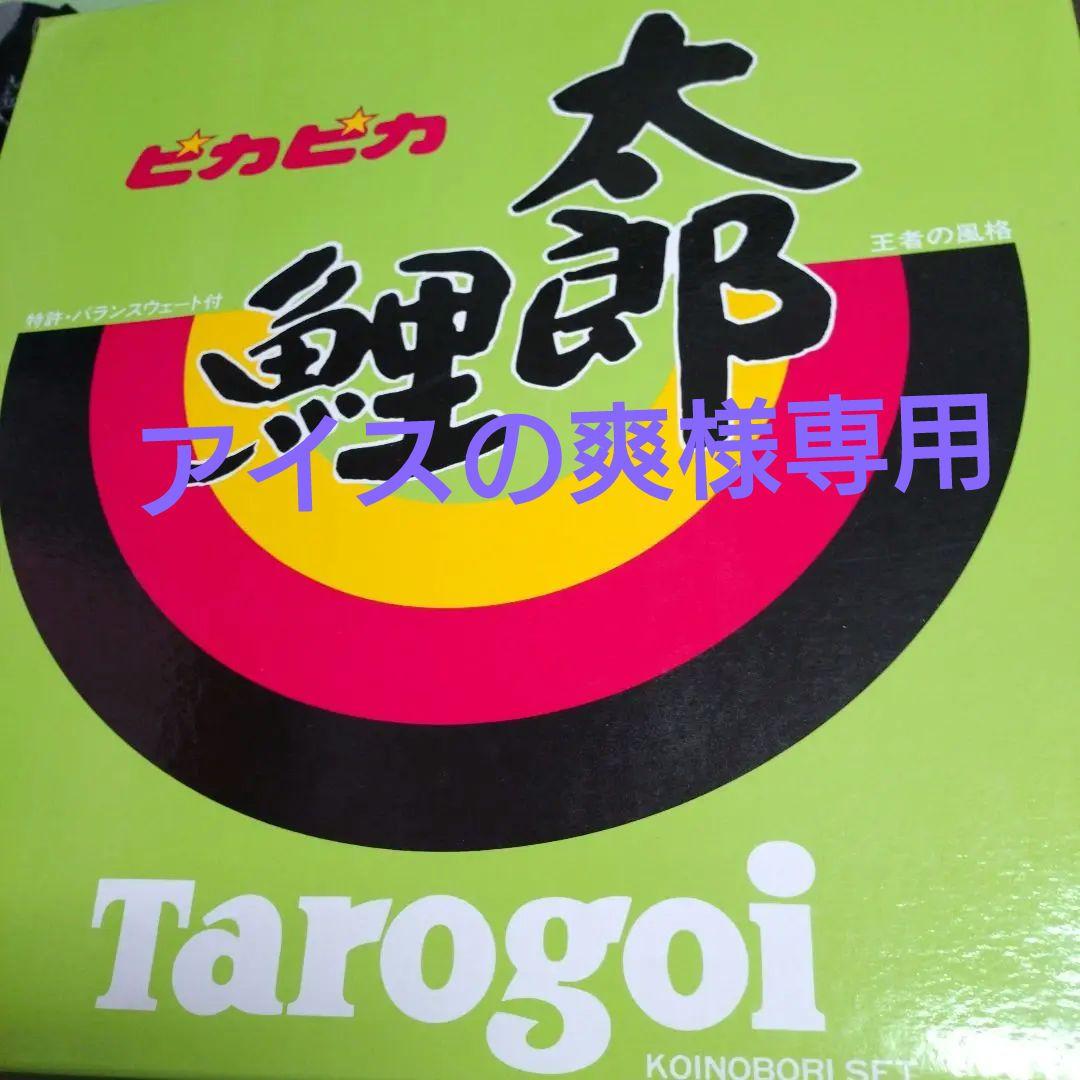 ピカピカ
太郎
鯉
王者の風格
特許・バランスウェート付
アイスの爽様専用
Tarogoi
KOINOBORI SET